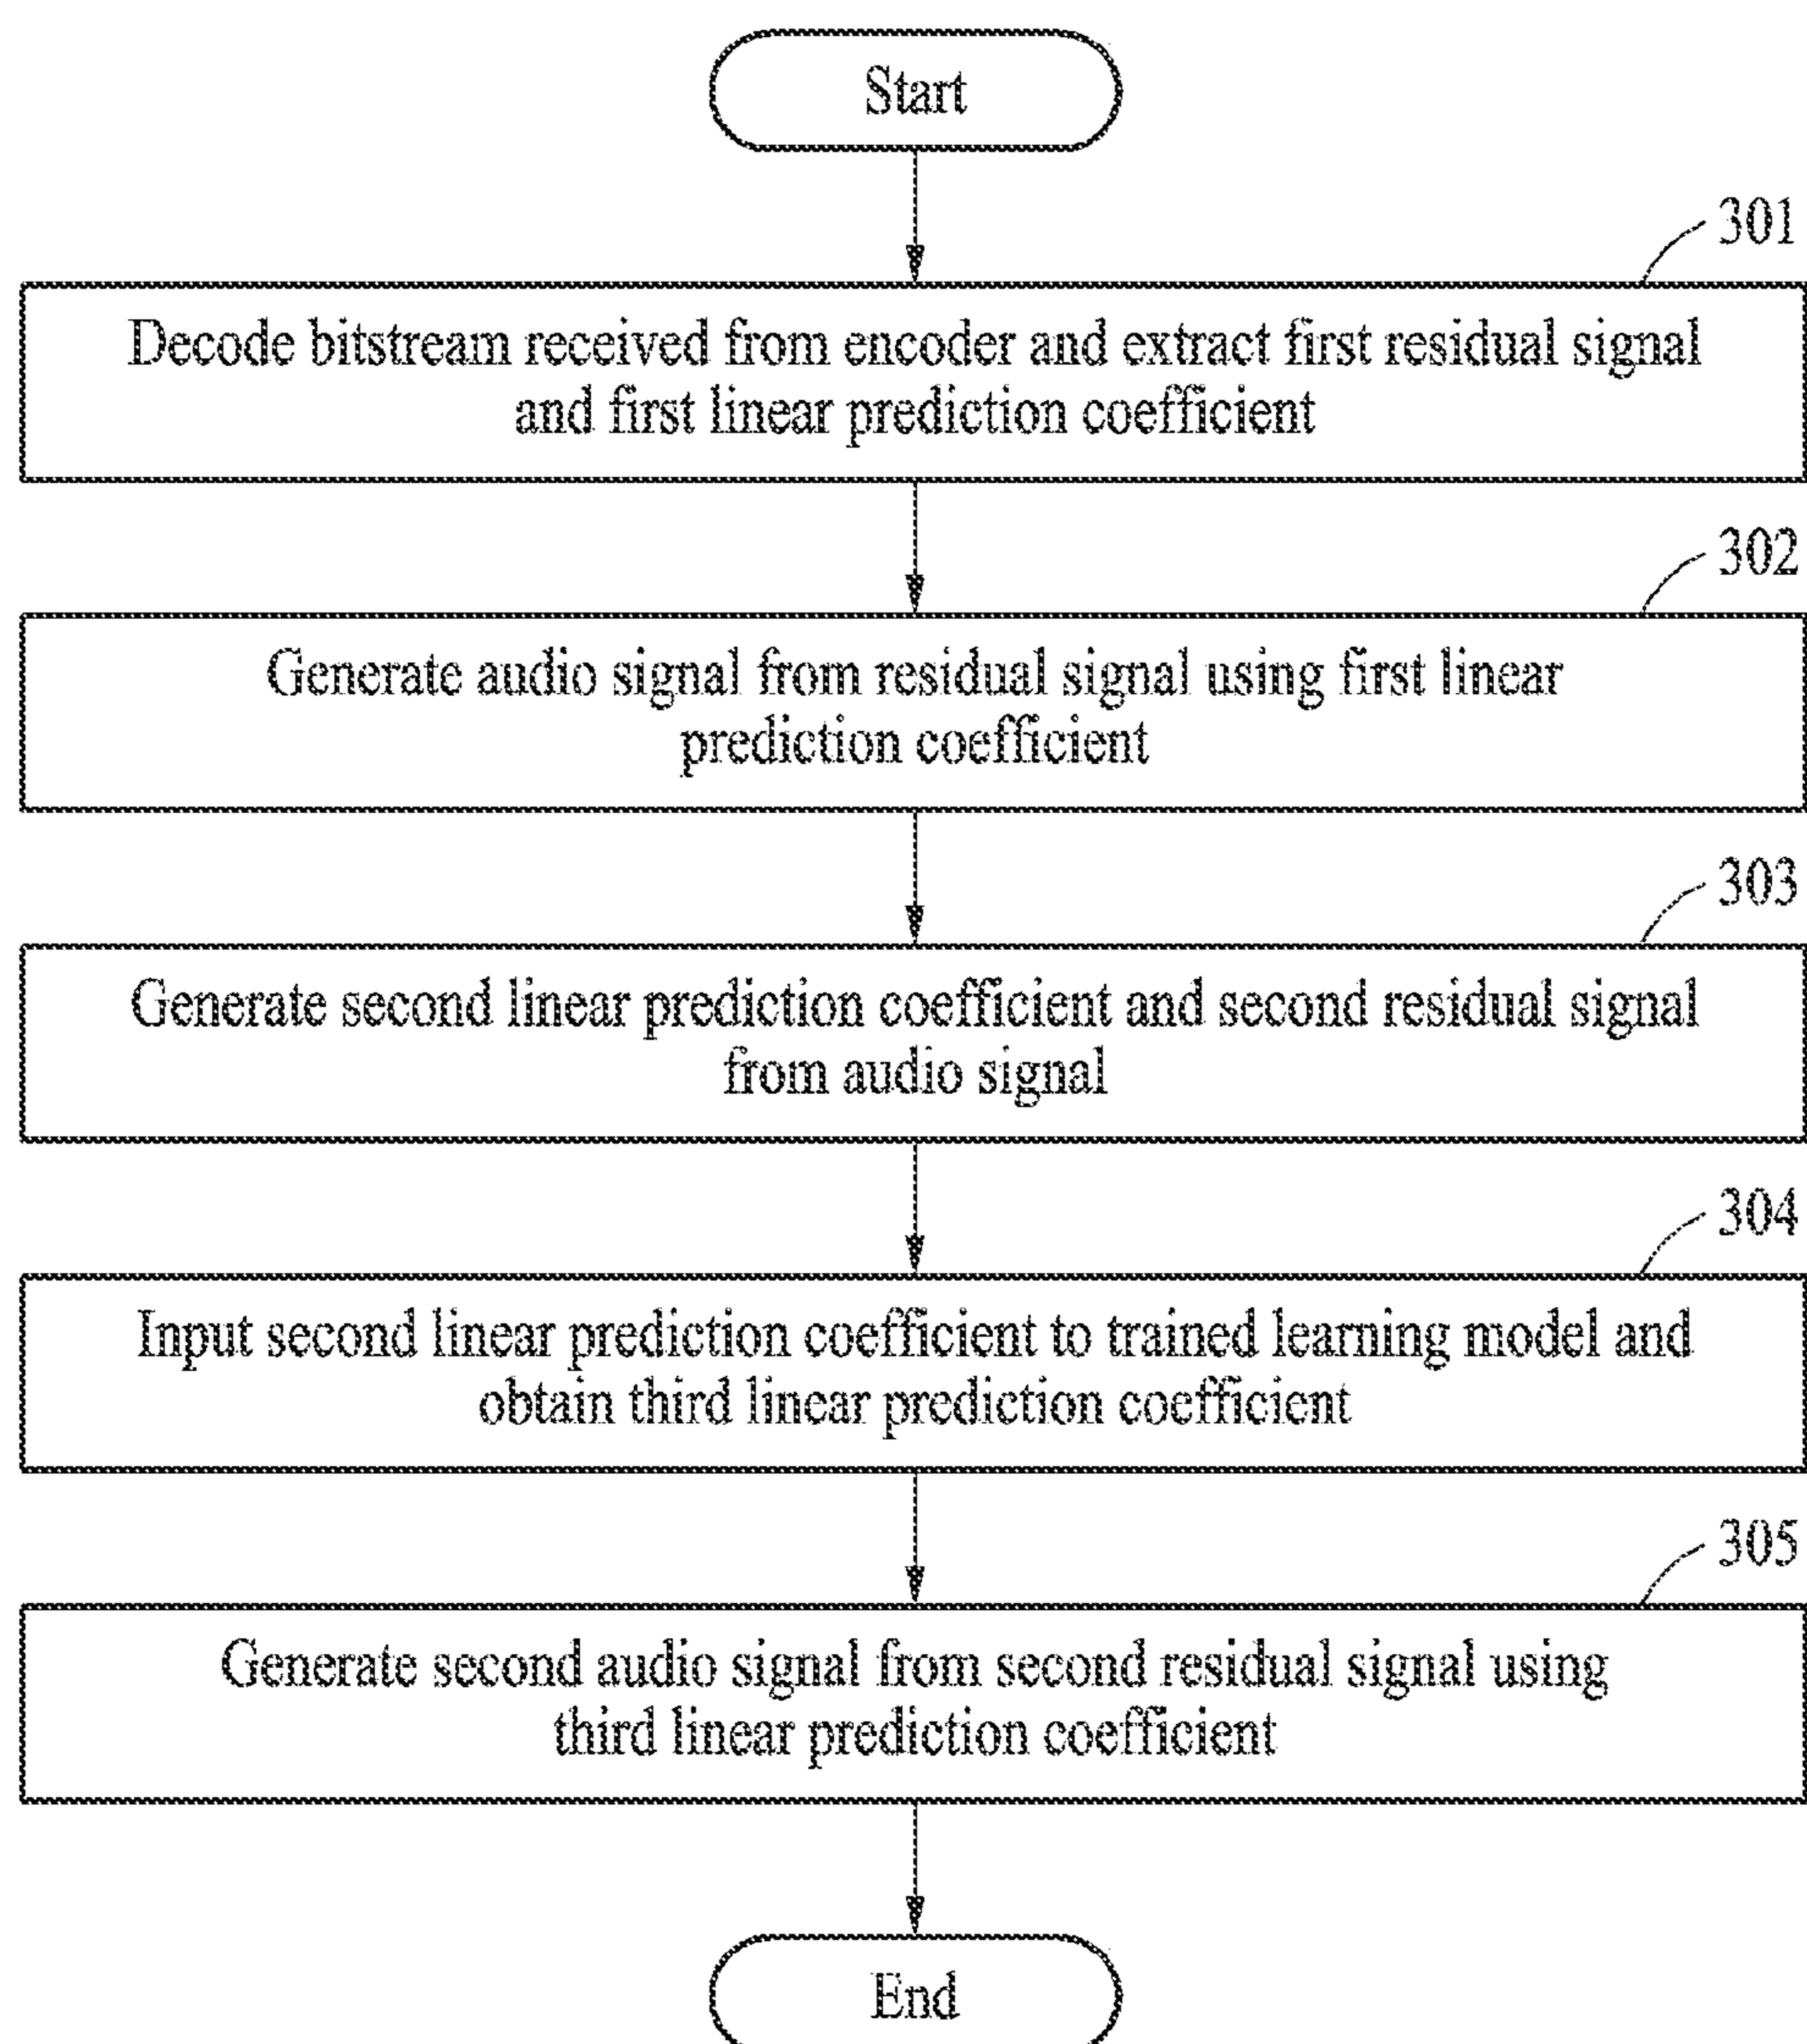 Start
301
Decode bitstream received from encoder and extract first residual signal
and first linear prediction coefficient
302
Generate audio signal from residual signal using first linear
prediction coefficient
303
Generate second linear prediction coefficient and second residual signal
from audio signal
304
Input second linear prediction coefficient to trained learning model and
obtain third linear prediction coefficient
305
Generate second audio signal from second residual signal using
third linear prediction coefficient
End